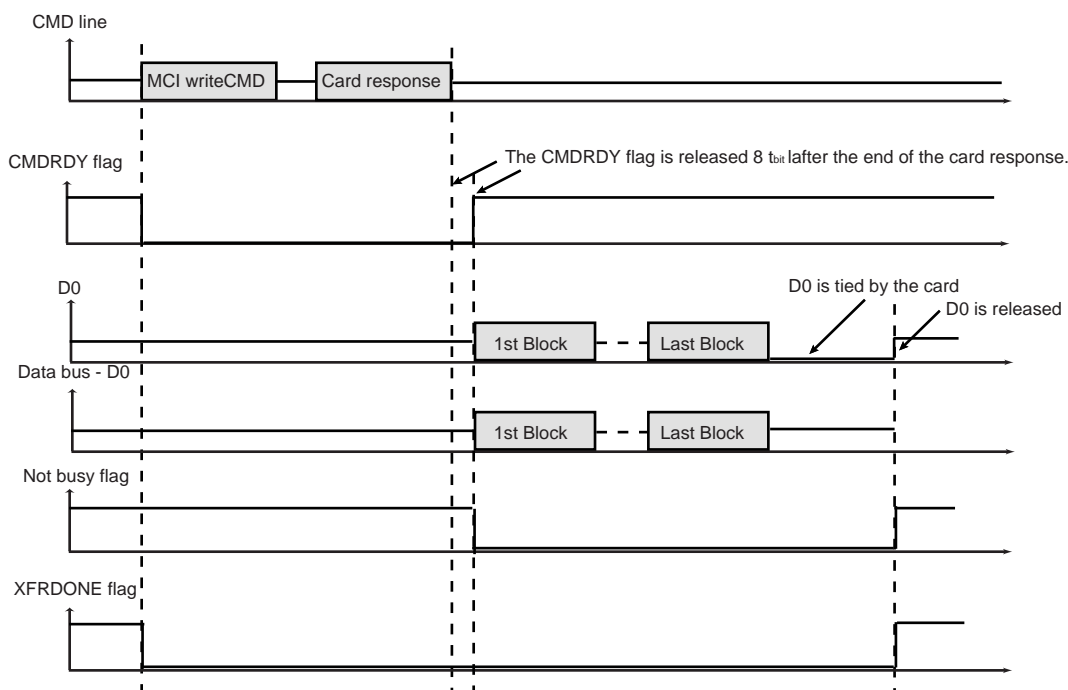 CMD line
MCI writeCMD
Card response
CMDRDY flag
The CMDRDY flag is released 8 tbit lafter the end of the card response.
D0
D0 is tied by the card
D0 is released
1st Block
Last Block
Data bus - D0
1st Block
Last Block
Not busy flag
XFRDONE flag